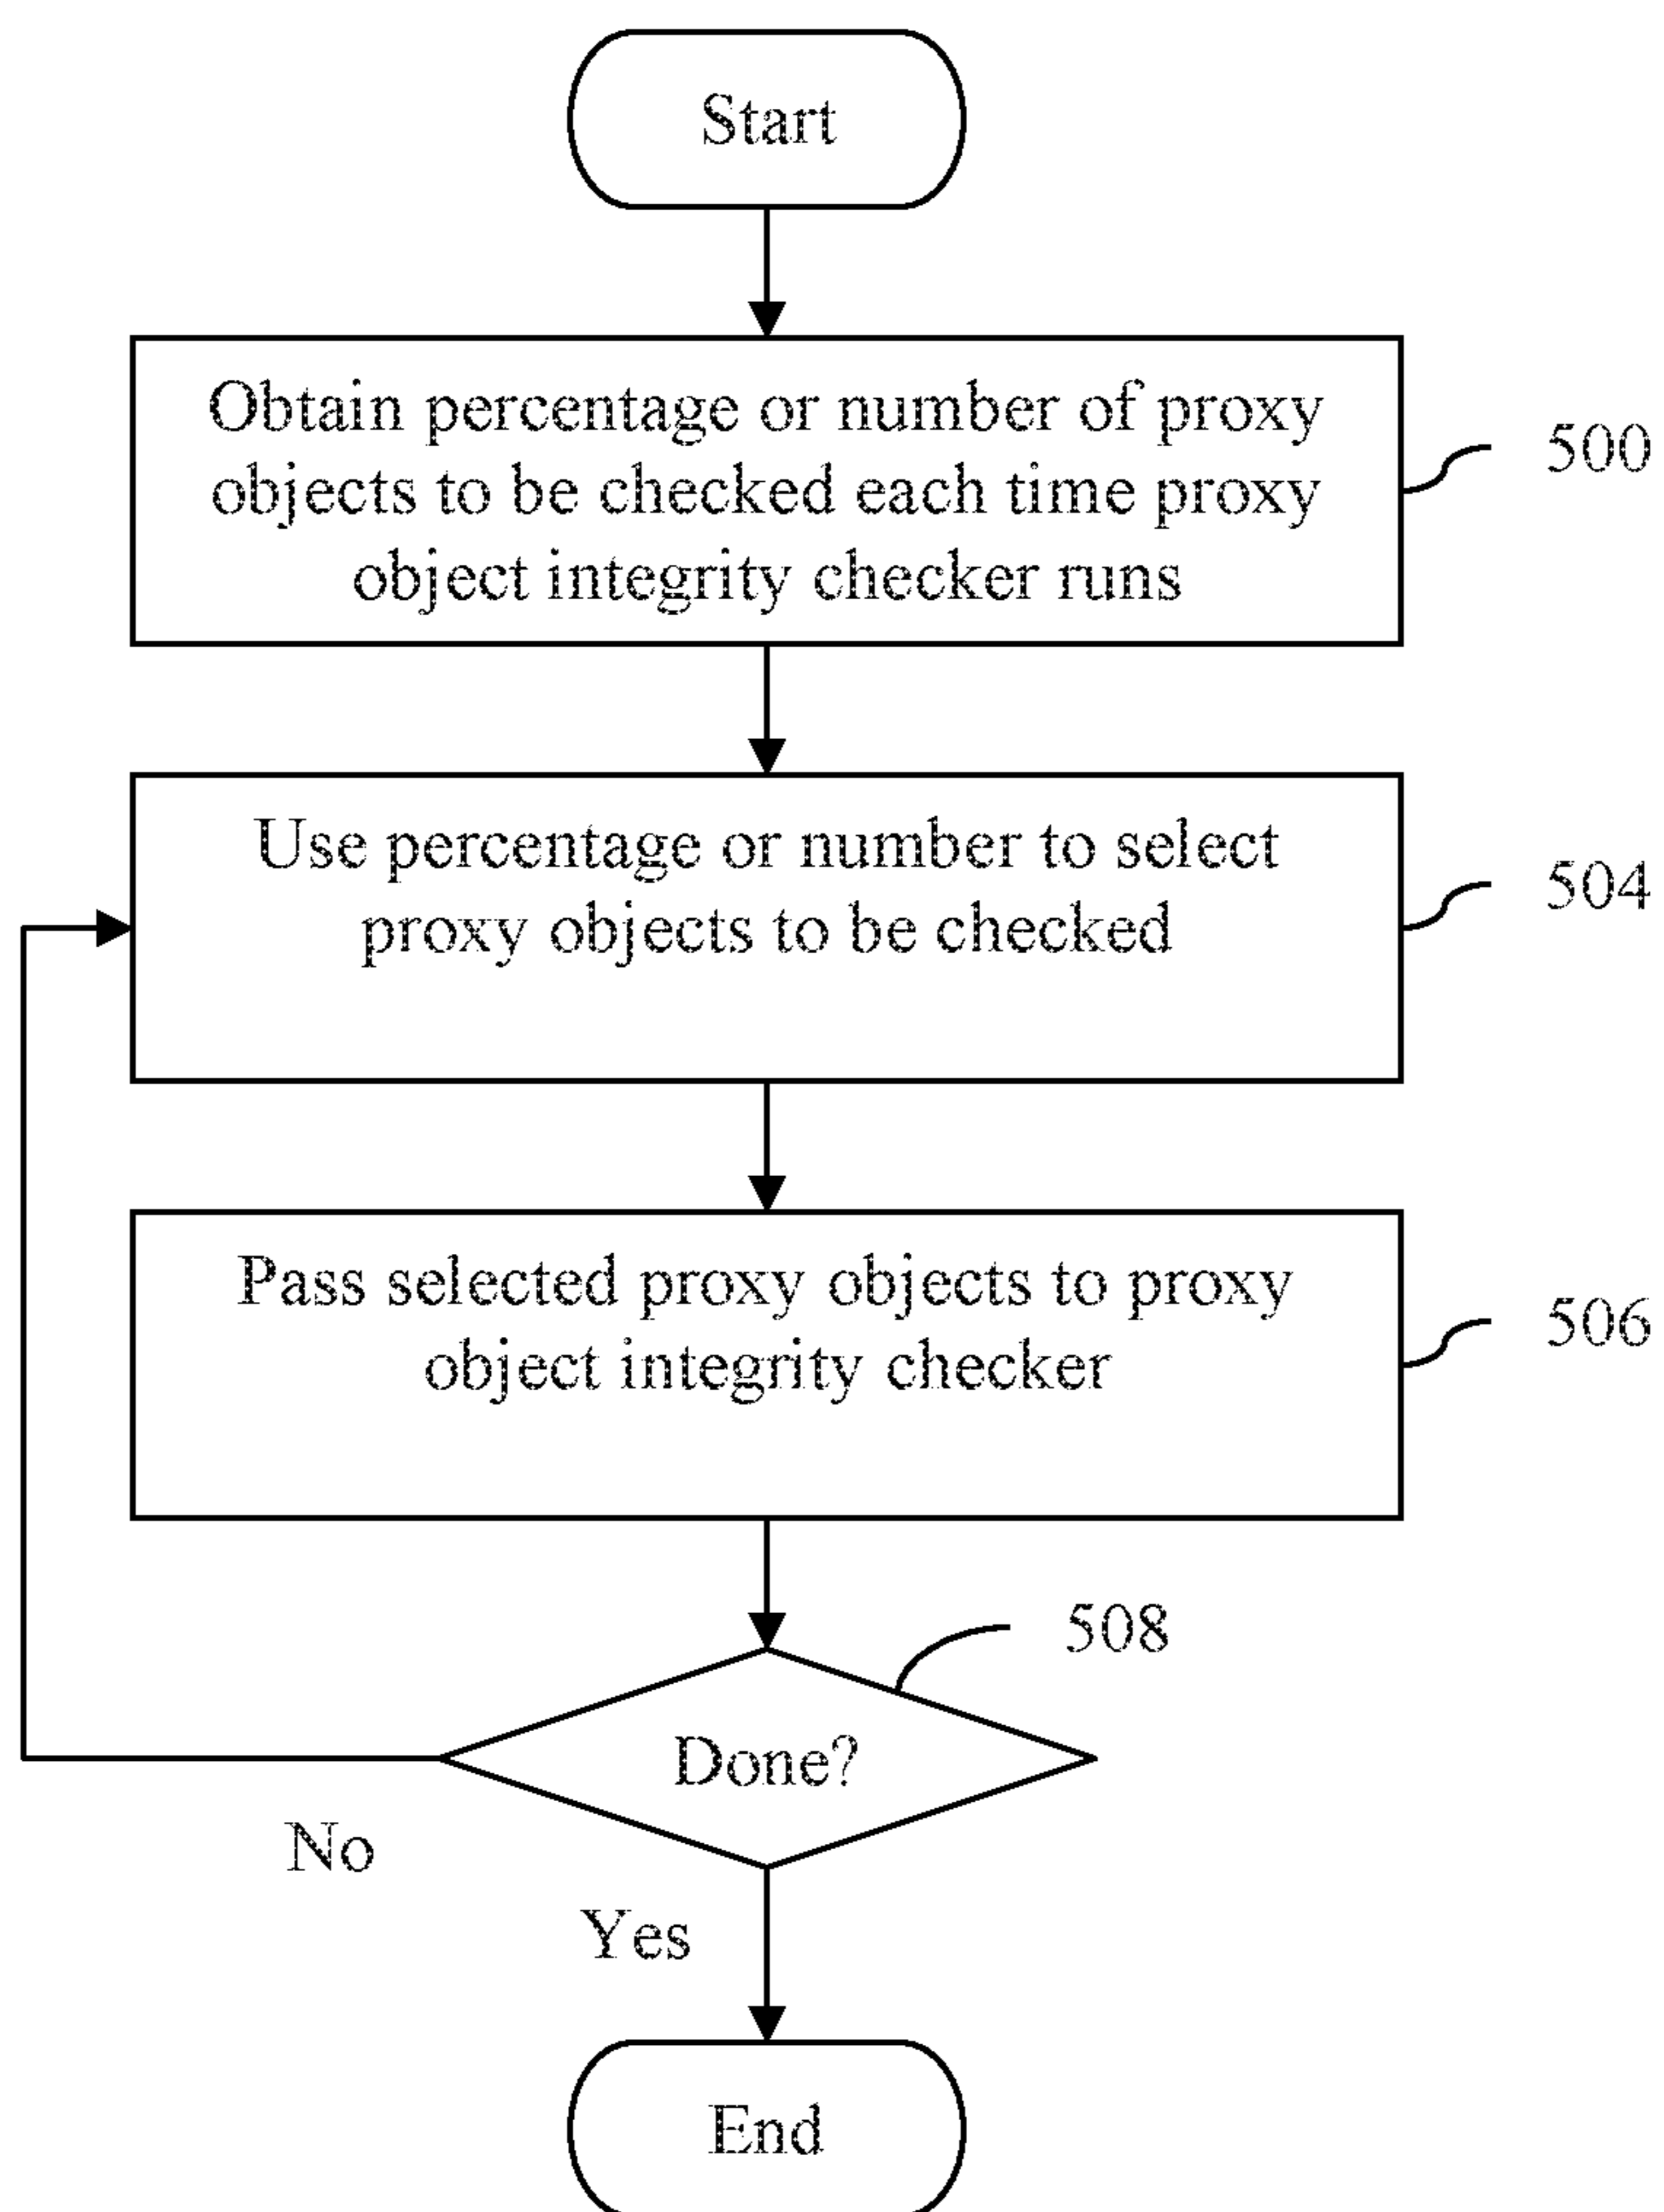 Start
Obtain percentage or number of proxy
objects to be checked each time proxy
object integrity checker runs
500
Use percentage or number to select
proxy objects to be checked
504
Pass selected proxy objects to proxy
object integrity checker
506
508
Done?
No
Yes
End